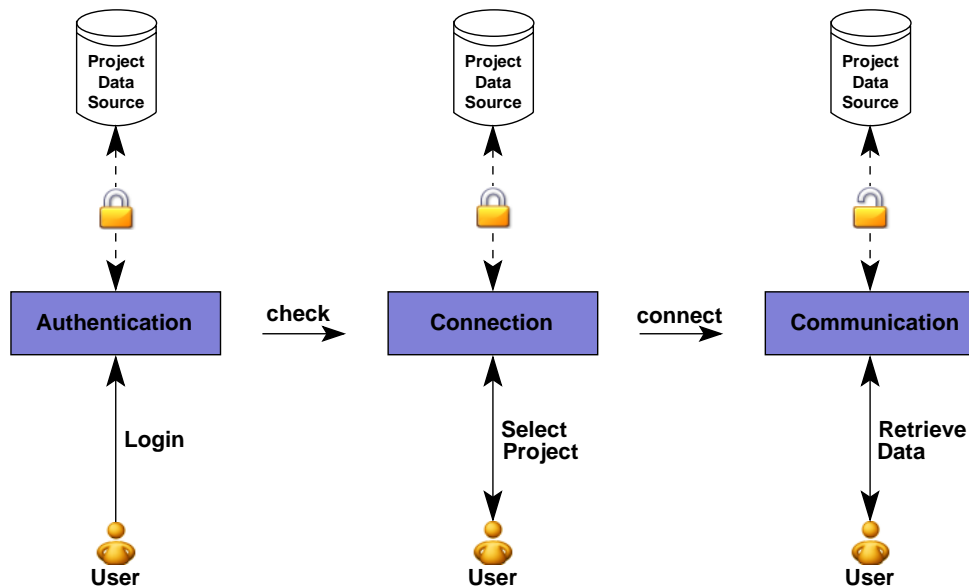 Project
Data
Source
Project
Data
Source
Project
Data
Source
Authentication
check
Connection
connect
Communication
Login
Select
Project
Retrieve
Data
User
User
User